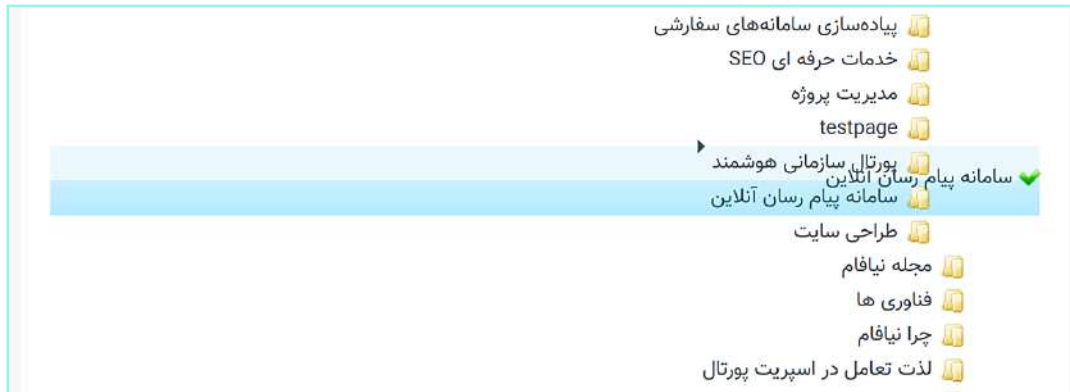 پیاده‌سازی سامانه‌های سفارشی
خدمات حرفه ای SEO
مدیریت پروژه
testpage
پورتال سازمانی هوشمند
سامانه پیام رسان آنلاین
سامانه پیام رسان آنلاین
طراحی سایت
مجله نیافام
فناوری ها
چرا نیافام
لذت تعامل در اسپریت پورتال